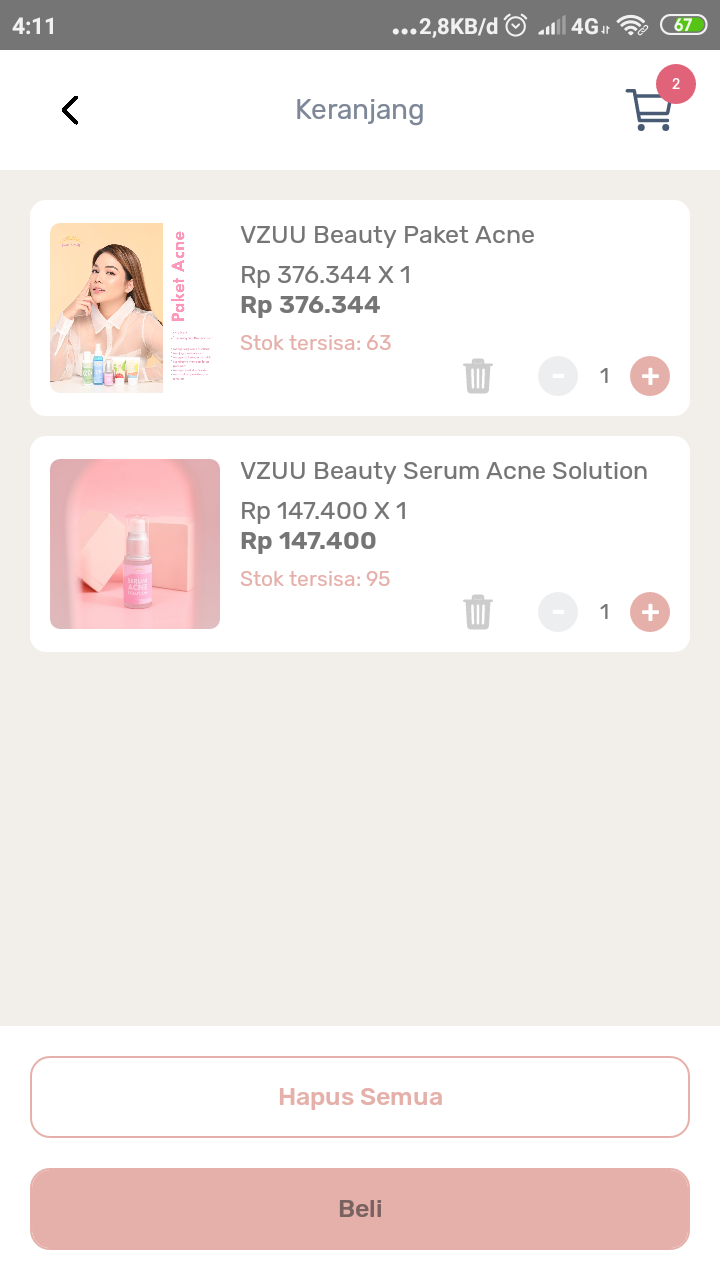 4:11
...2,8KB/d
4G
67
Keranjang
2
Paket Acne
VZUU Beauty Paket Acne
Rp 376.344 X 1
Rp 376.344
Stok tersisa: 63
1
SERUM
ACNE
VZUU Beauty Serum Acne Solution
Rp 147.400 X 1
Rp 147.400
Stok tersisa: 95
1
Hapus Semua
Beli